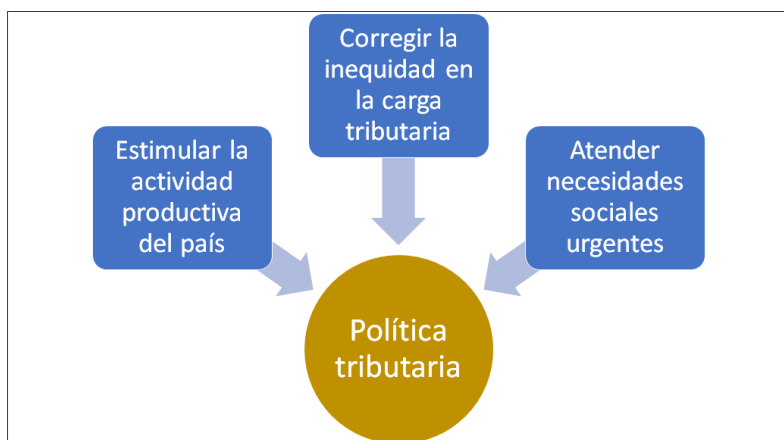 Corregir la
inequidad en
la carga
tributaria
Estimular la
actividad
productiva
del país
Atender
necesidades
sociales
urgentes
Política
tributaria